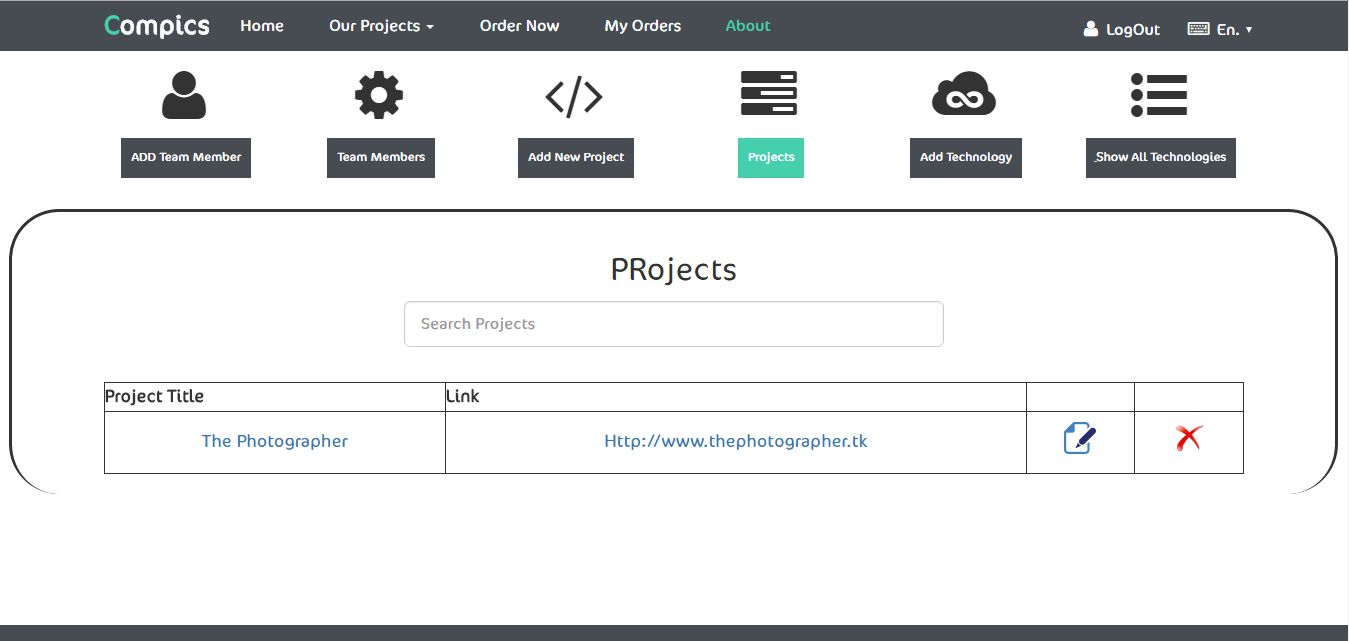 Compics Home Our Projects Order Now My Orders About LogOut En.
ADD Team Member Team Members Add New Project Projects Add Technology Show All Technologies
PRojects
Search Projects
Project Title Link
The Photographer Http://www.thephotographer.tk